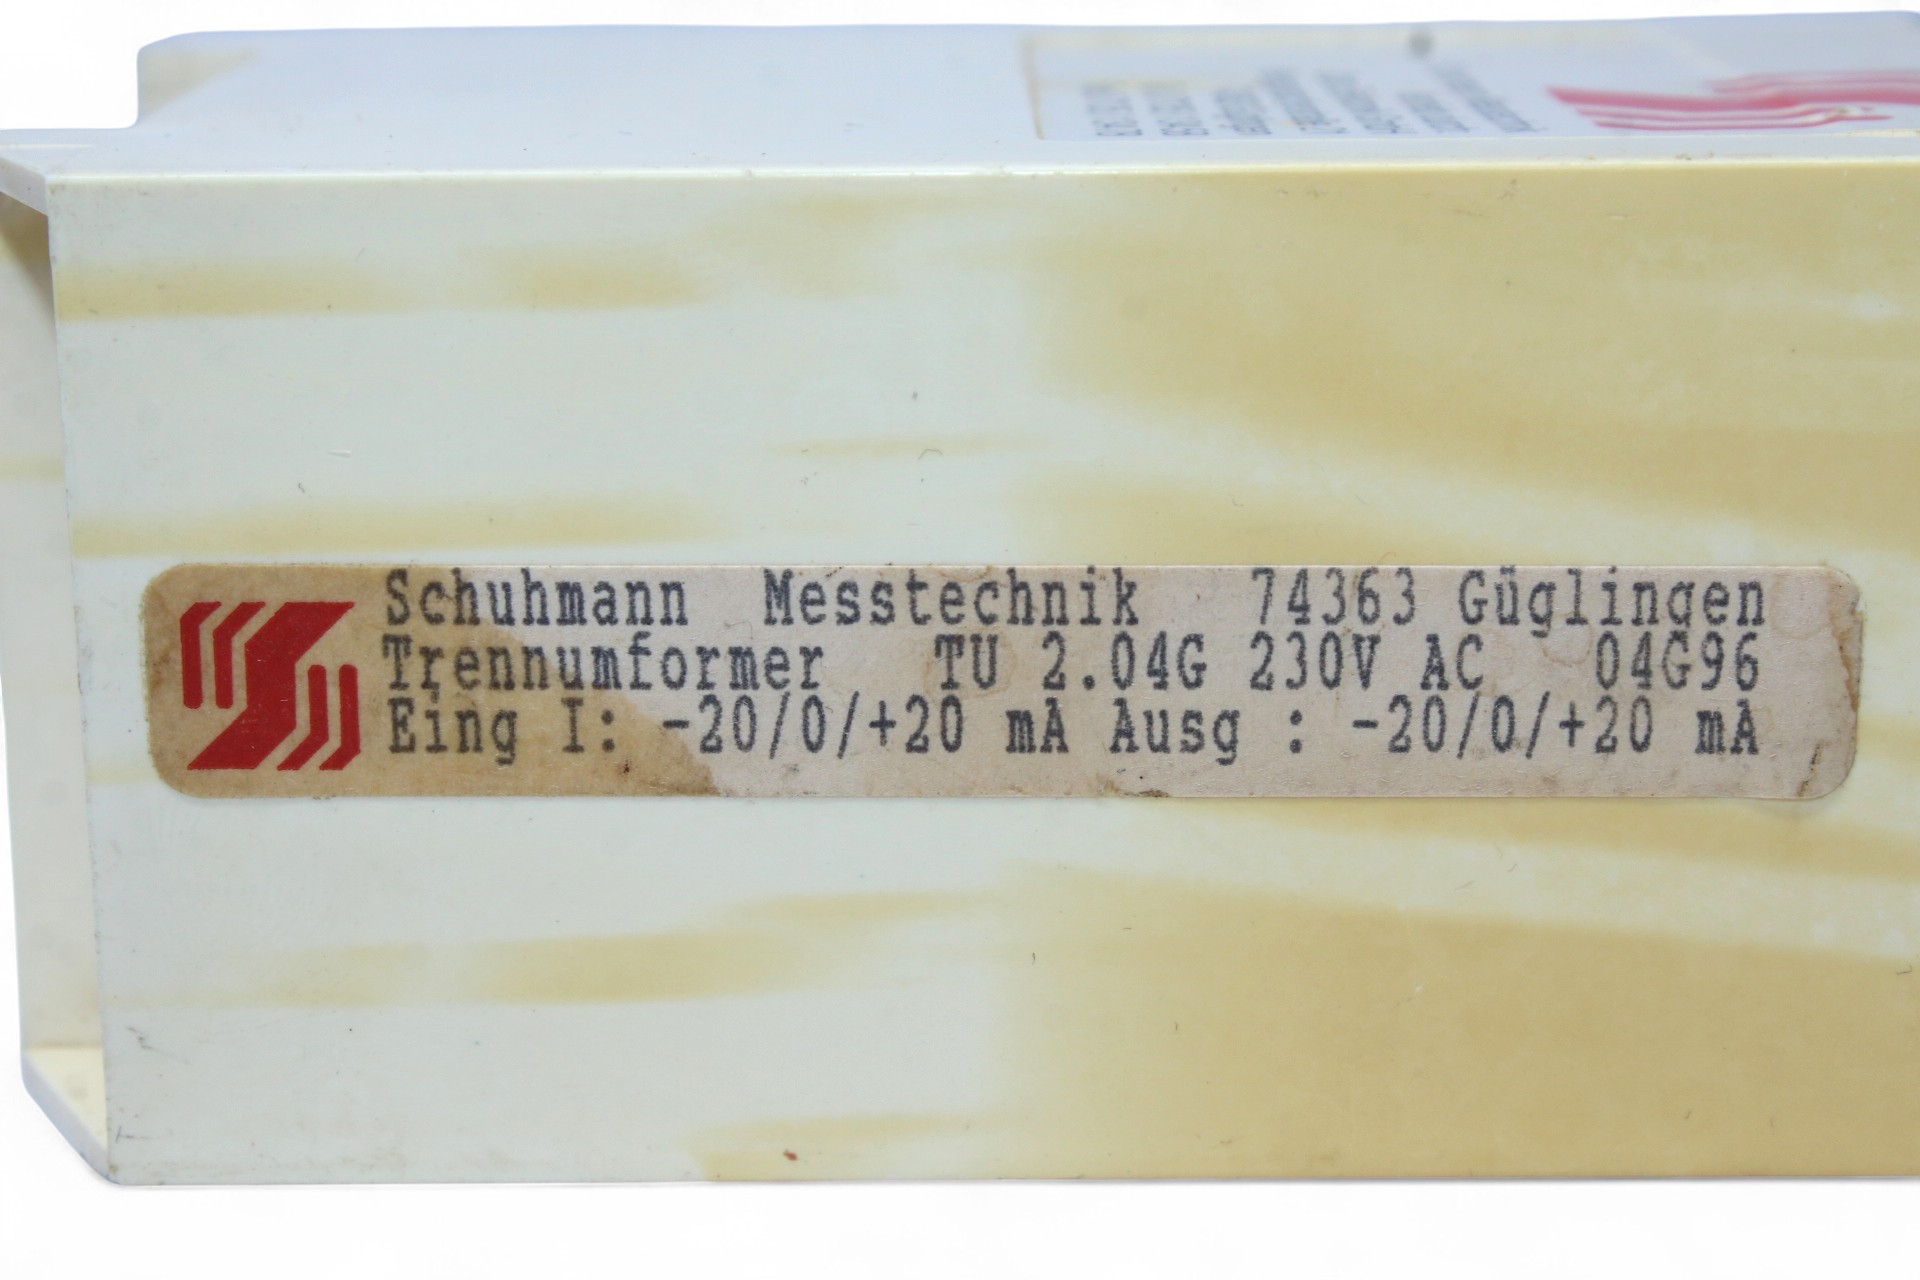 Schuhmann Messtechnik 74363 Güglingen
Trennumformer TU 2.04G 230V AC 04G96
Eing I: -20/0/+20 mA Ausg : -20/0/+20 mA